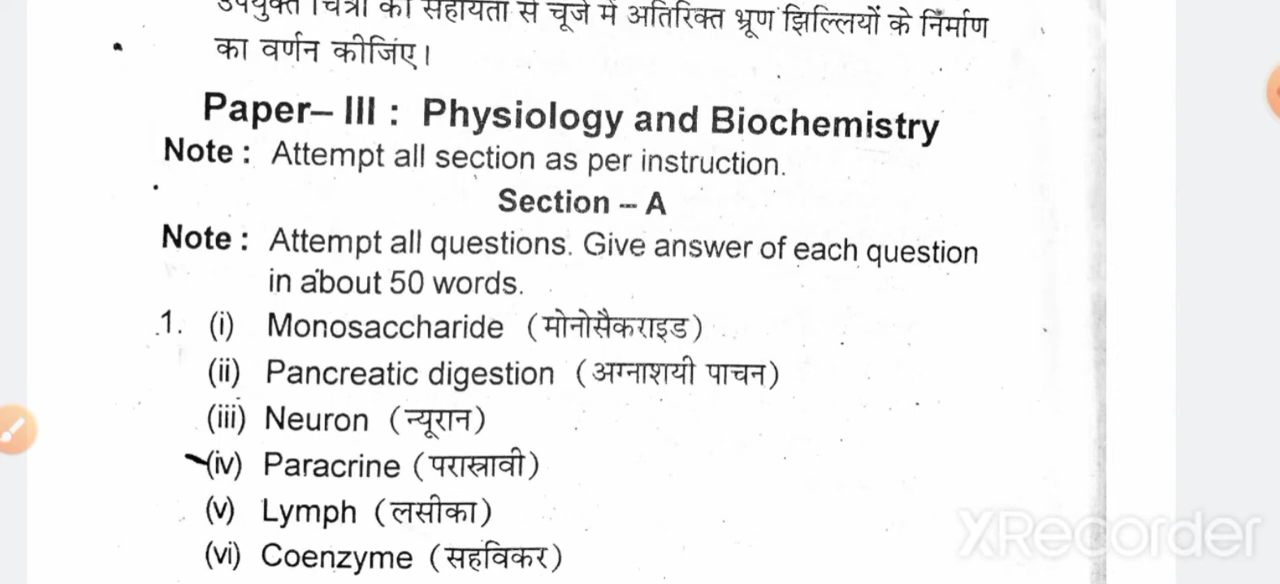 उपर्युक्त चित्रों की सहायता से चूजे में अतिरिक्त भ्रूण झिल्लियों के निर्माण
का वर्णन कीजिए।
Paper– III : Physiology and Biochemistry
Note : Attempt all section as per instruction.
Section – A
Note : Attempt all questions. Give answer of each question
in about 50 words.
1. (i) Monosaccharide (मोनोसैकराइड)
(ii) Pancreatic digestion (अग्नाशयी पाचन)
(iii) Neuron (न्यूरान)
(iv) Paracrine (परास्त्रावी)
(v) Lymph (लसीका)
(vi) Coenzyme (सहविकर)
XRecorder